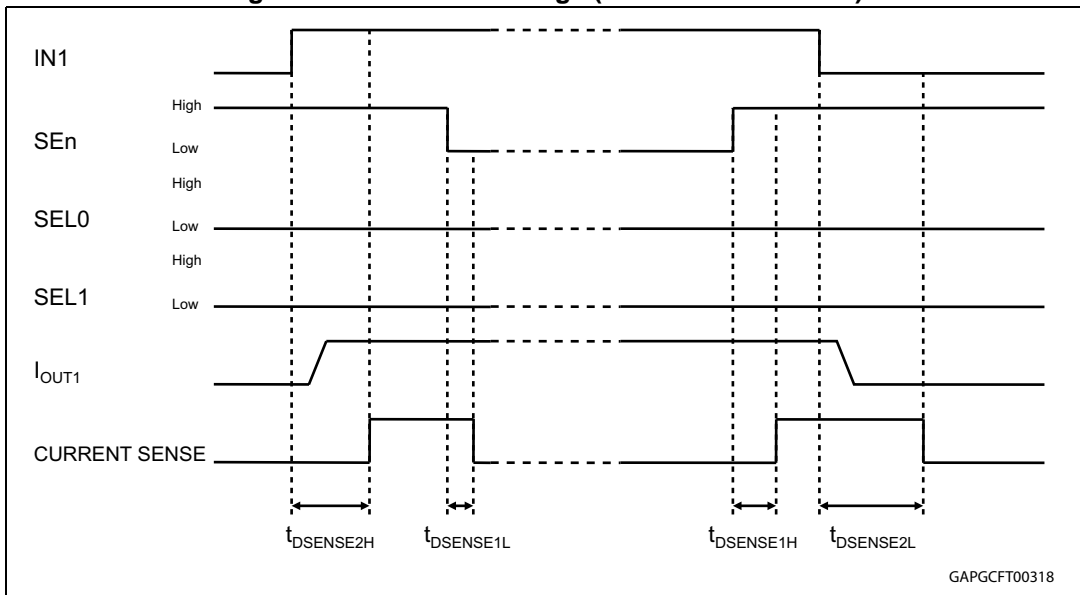 IN1
High
SEn
Low
High
SEL0
Low
High
SEL1
Low
IOUT1
CURRENT SENSE
tDSENSE2H tDSENSE1L tDSENSE1H tDSENSE2L
GAPGCFT00318